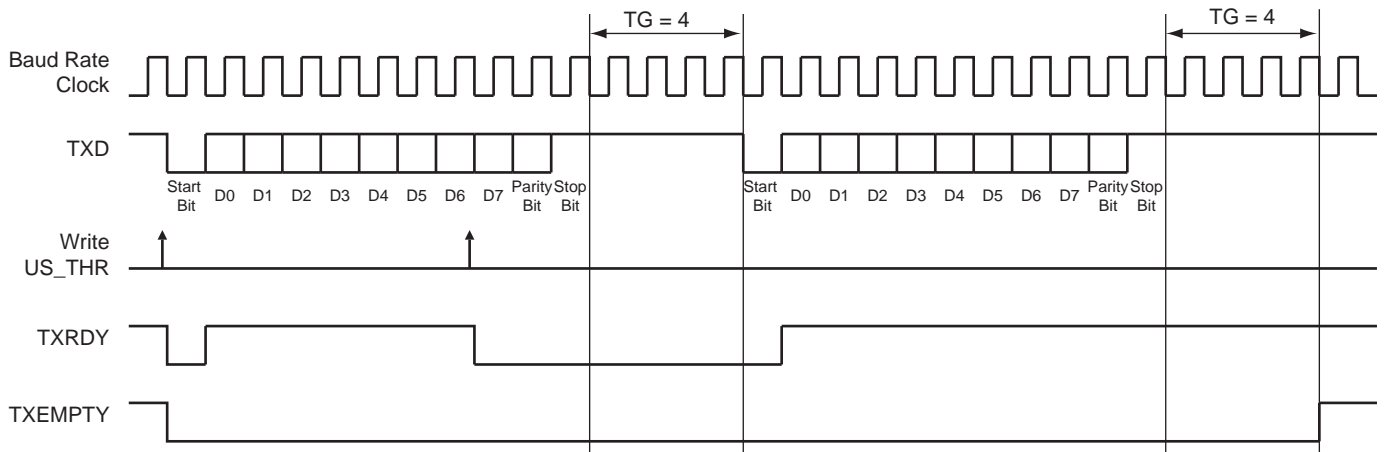 TG = 4
TG = 4
Baud Rate
Clock
TXD
Start
Bit
D0
D1
D2
D3
D4
D5
D6
D7
Parity
Bit
Stop
Bit
Start
Bit
D0
D1
D2
D3
D4
D5
D6
D7
Parity
Bit
Stop
Bit
Write
US_THR
TXRDY
TXEMPTY